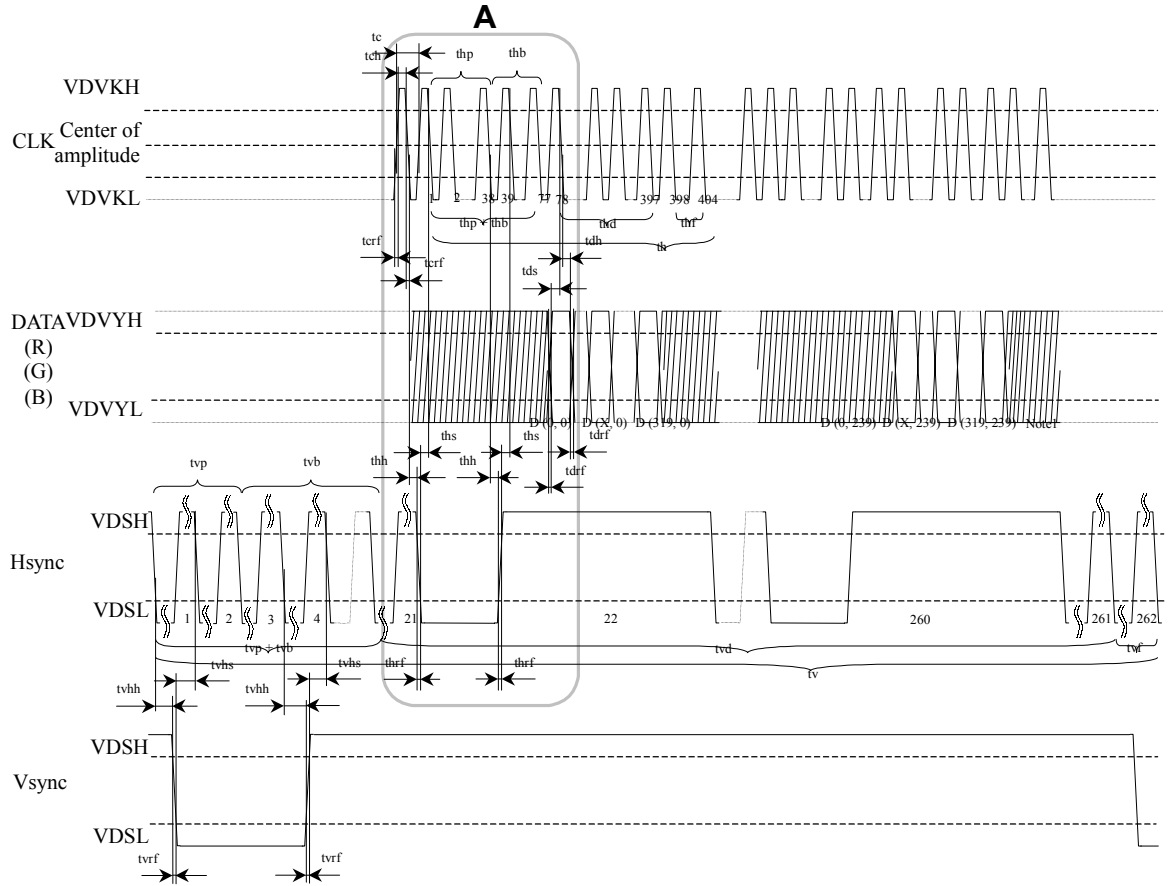 A
tc
tch
thp thb
VDVKH
CLK Center of amplitude
VDVKL
1 2 38 39 77 78 397 398 404
thp thb thd thf
th
tcrf
tcrf
tdh
tds
DATA VDVYH
(R)
(G)
(B)
VDVYL
D (0, 0) D (X, 0) D (319, 0) D (0, 239) D (X, 239) D (319, 239) Note1
ths ths tdrf
thh thh tdrf
tvp tvb
VDSH
Hsync
VDSL
1 2 3 4 21 22 260 261 262
tvp + tvb tvd tvf
tv
tvhs tvhs thrf thrf
tvhh tvhh
VDSH
Vsync
VDSL
tvrf tvrf